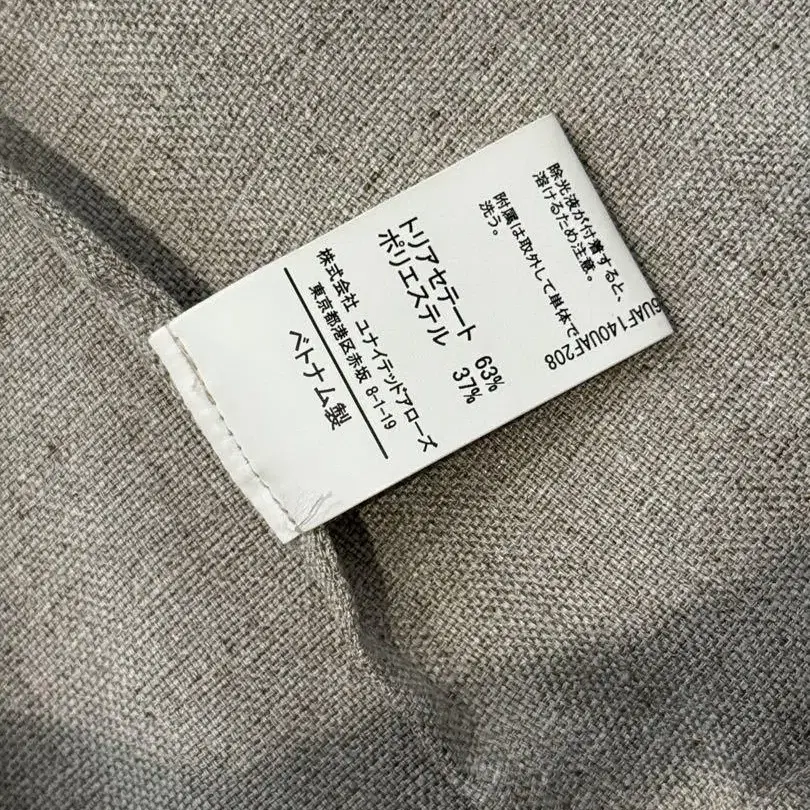 除光液が付着すると、
溶けるため注意。
附属は取外して単体で
洗う。
トリアセテート 63%
ポリエステル 37%
株式会社 ユナイテッドアローズ
東京都港区赤坂 8-1-19
ベトナム製
6UAF140UAF208